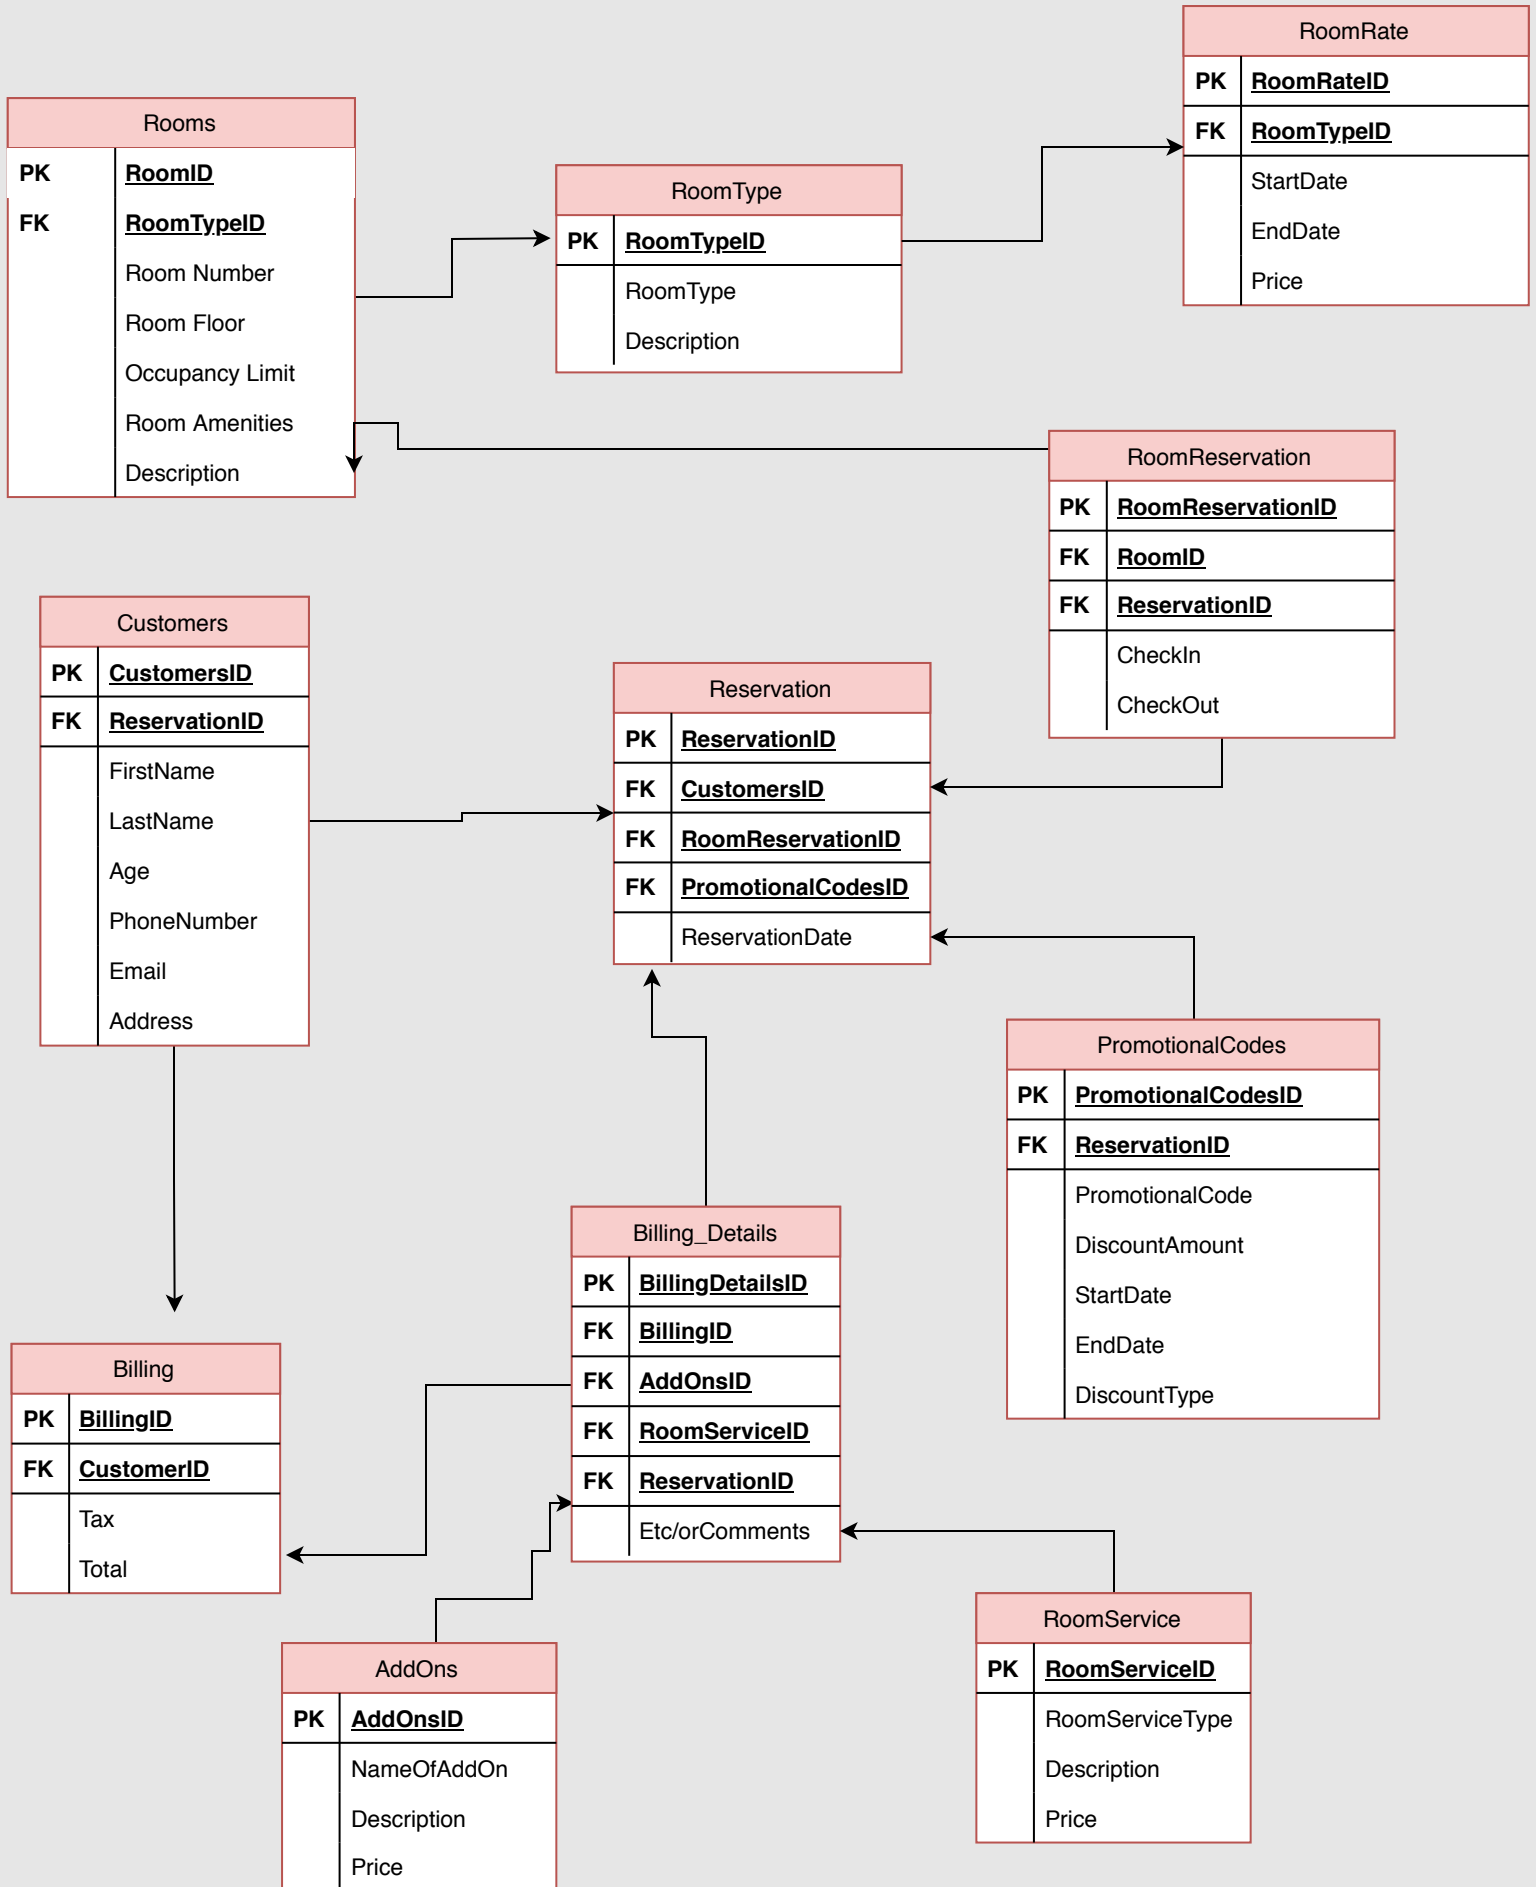 RoomRate
PK RoomRateID
FK RoomTypeID
StartDate
EndDate
Price
Rooms
PK RoomID
FK RoomTypeID
Room Number
Room Floor
Occupancy Limit
Room Amenities
Description
RoomType
PK RoomTypeID
RoomType
Description
RoomReservation
PK RoomReservationID
FK RoomID
FK ReservationID
CheckIn
CheckOut
Customers
PK CustomersID
FK ReservationID
FirstName
LastName
Age
PhoneNumber
Email
Address
Reservation
PK ReservationID
FK CustomersID
FK RoomReservationID
FK PromotionalCodesID
ReservationDate
PromotionalCodes
PK PromotionalCodesID
FK ReservationID
PromotionalCode
DiscountAmount
StartDate
EndDate
DiscountType
Billing_Details
PK BillingDetailsID
FK BillingID
FK AddOnsID
FK RoomServiceID
FK ReservationID
Etc/orComments
Billing
PK BillingID
FK CustomerID
Tax
Total
AddOns
PK AddOnsID
NameOfAddOn
Description
Price
RoomService
PK RoomServiceID
RoomServiceType
Description
Price